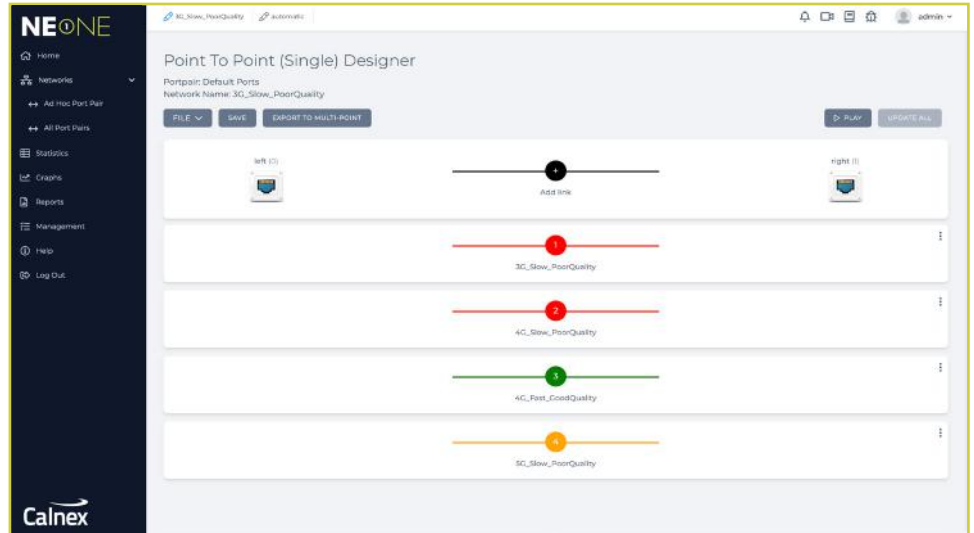 NE①NE
3G_Slow_PoorQuality
automatic
admin
Home
Networks
Ad Hoc Port Pair
All Port Pairs
Statistics
Graphs
Reports
Management
Help
Log Out
Calnex
Point To Point (Single) Designer
Portpair: Default Ports
Network Name: 3G_Slow_PoorQuality
FILE
SAVE
EXPORT TO MULTI-POINT
PLAY
UPDATE ALL
left (0)
+
Add link
right (1)
1
3G_Slow_PoorQuality
2
4G_Slow_PoorQuality
3
4G_Fast_GoodQuality
4
5G_Slow_PoorQuality